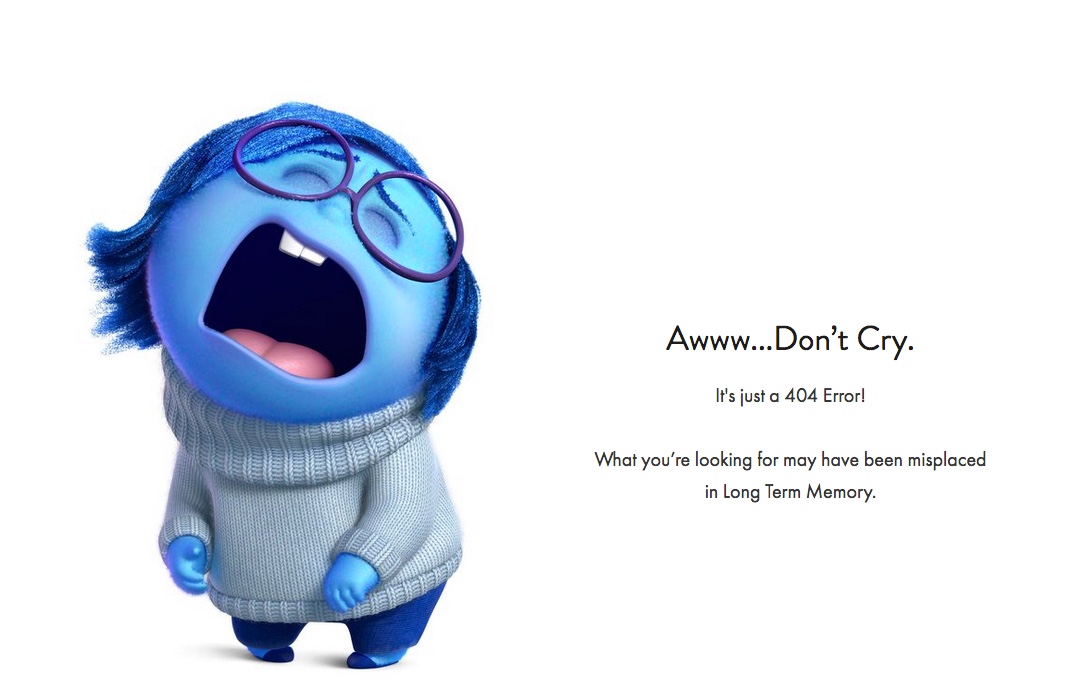 Awww...Don’t Cry.
It's just a 404 Error!
What you’re looking for may have been misplaced
in Long Term Memory.